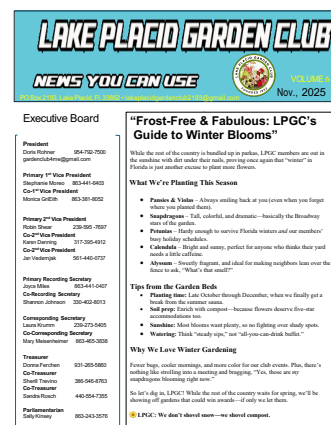 LAKE PLACID GARDEN CLUB
NEWS YOU CAN USE
VOLUME 6
PO Box 2193, Lake Placid, FL 33862 • lakeplacidgardenclub2193@gmail.com
Nov., 2025
Executive Board
President
Doris Rohner 954-792-7500
gardenclub4me@gmail.com
Primary 1st Vice President
Stephanie Moreo 863-441-6403
Co-1st Vice President
Monica Griffith 863-381-8052
Primary 2nd Vice President
Robin Shear 239-595-7697
Co-2nd Vice President
Karen Denning 317-395-4912
Co-2nd Vice President
Jan Vedernjak 561-440-0737
Primary Recording Secretary
Joyce Miles 863-441-0407
Co-Recording Secretary
Shannon Johnson 330-402-8013
Corresponding Secretary
Laura Krumm 239-273-5405
Co-Corresponding Secretary
Mary Meisenheimer 863-465-3838
Treasurer
Donna Ferchen 931-265-5860
Co-Treasurer
Sherill Trevino 386-546-8763
Co-Treasurer
Sandra Rosch 440-554-7355
Parliamentarian
Sally Kinsey 863-243-3576
“Frost-Free & Fabulous: LPGC’s
Guide to Winter Blooms”
While the rest of the country is bundled up in parkas, LPGC members are out in
the sunshine with dirt under their nails, proving once again that “winter” in
Florida is just another excuse to plant more flowers.
What We’re Planting This Season
• Pansies & Violas – Always smiling back at you (even when you forget
where you planted them).
• Snapdragons – Tall, colorful, and dramatic—basically the Broadway
stars of the garden.
• Petunias – Hardy enough to survive Florida winters and our members’
busy holiday schedules.
• Calendula – Bright and sunny, perfect for anyone who thinks their yard
needs a little caffeine.
• Alyssum – Sweetly fragrant, and ideal for making neighbors lean over the
fence to ask, “What’s that smell?”
Tips from the Garden Beds
• Planting time: Late October through December, when we finally get a
break from the summer sauna.
• Soil prep: Enrich with compost—because flowers deserve five-star
accommodations too.
• Sunshine: Most blooms want plenty, so no fighting over shady spots.
• Watering: Think “steady sips,” not “all-you-can-drink buffet.”
Why We Love Winter Gardening
Fewer bugs, cooler mornings, and more color for our club events. Plus, there’s
nothing like strolling into a meeting and bragging, “Yes, those are my
snapdragons blooming right now.”
So let’s dig in, LPGC! While the rest of the country waits for spring, we’ll be
showing off gardens that could win awards—if only we let them.
🌼 LPGC: We don’t shovel snow—we shovel compost.